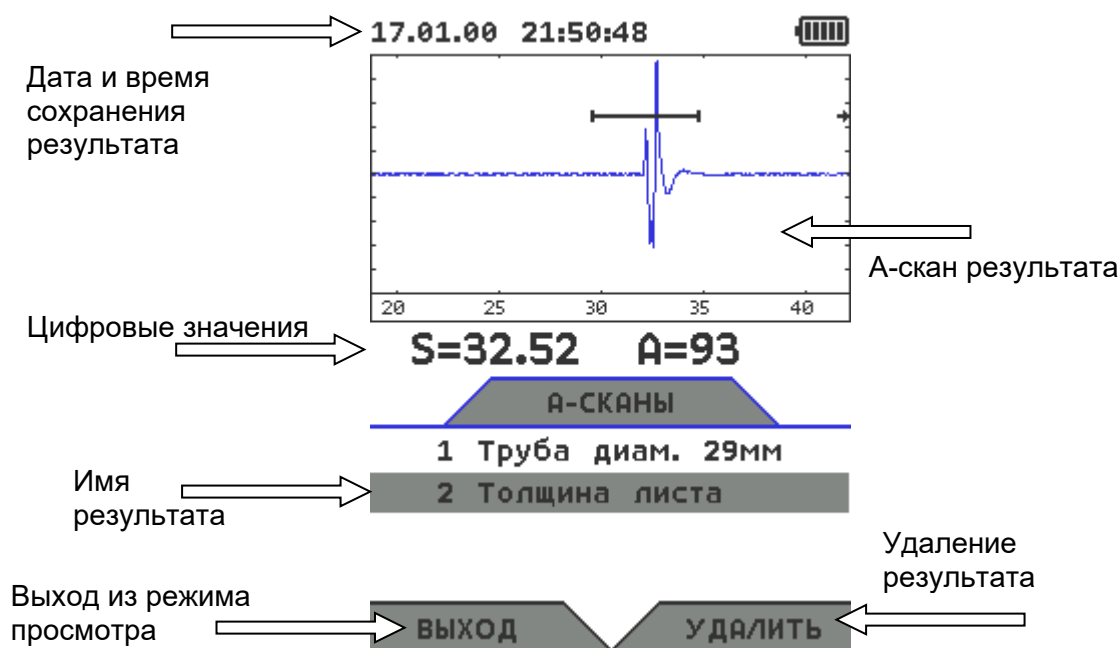 17.01.00 21:50:48
Дата и время
сохранения
результата
А-скан результата
20 25 30 35 40
Цифровые значения
S=32.52 A=93
А-СКАНЫ
1 Труба диам. 29мм
Имя
результата
2 Толщина листа
Удаление
результата
Выход из режима
просмотра
ВЫХОД
УДАЛИТЬ